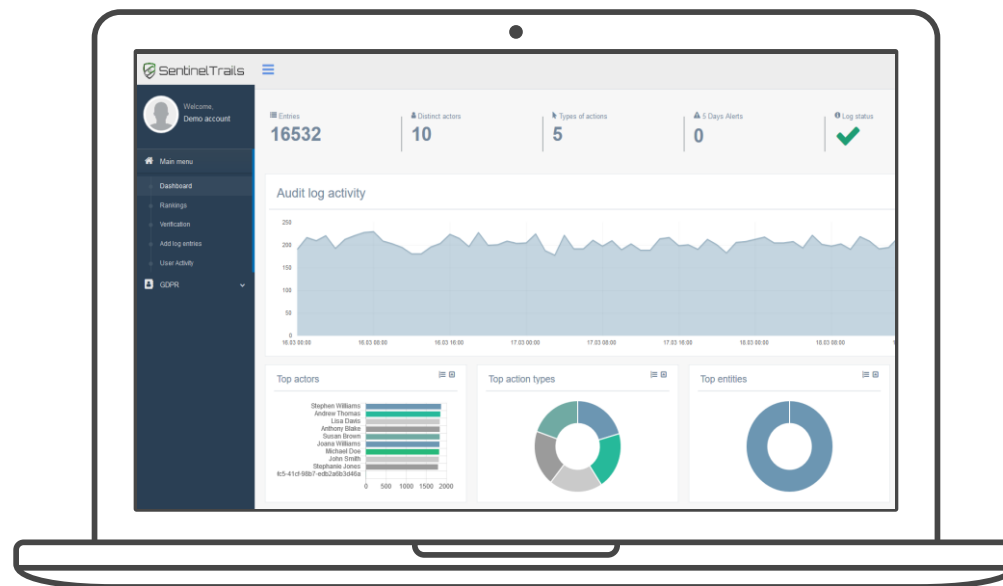 SentinelTrails
Welcome,
Demo account
Main menu
Dashboard
Rankings
Verification
Add log entries
User Activity
GDPR
Entries
16532
Distinct actors
10
Types of actions
5
5 Days Alerts
0
Log status
Audit log activity
250
200
150
100
50
0
16.03 00:00 16.03 08:00 16.03 16:00 17.03 00:00 17.03 08:00 17.03 16:00 18.03 00:00 18.03 08:00
Top actors
Stephen Williams
Andrew Thomas
Lisa Davis
Anthony Blake
Susan Brown
Joana Williams
Michael Doe
John Smith
Stephanie Jones
0 500 1000 1500 2000
Top action types
Top entities